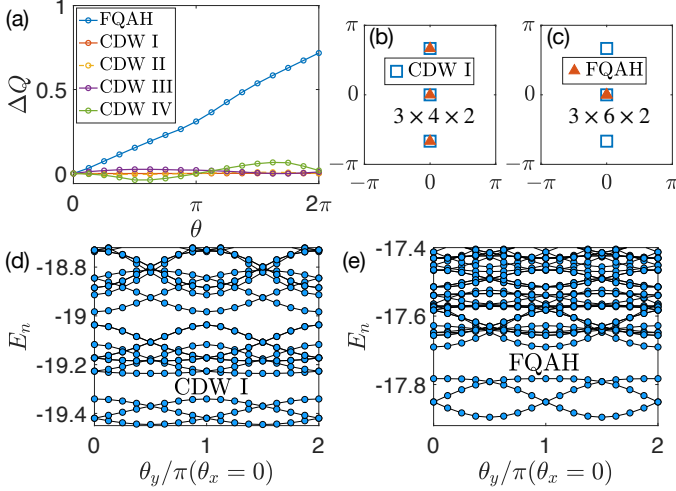 (a)
FQAH
CDW I
CDW II
CDW III
CDW IV
ΔQ
1
0.5
0
0
π
2π
θ
(b)
π
0
−π
−π
0
π
CDW I
3 × 4 × 2
(c)
π
0
−π
−π
0
π
FQAH
3 × 6 × 2
(d)
-18.8
-19
-19.2
-19.4
E_n
CDW I
0
1
2
θ_y/π(θ_x = 0)
(e)
-17.4
-17.6
-17.8
E_n
FQAH
0
1
2
θ_y/π(θ_x = 0)